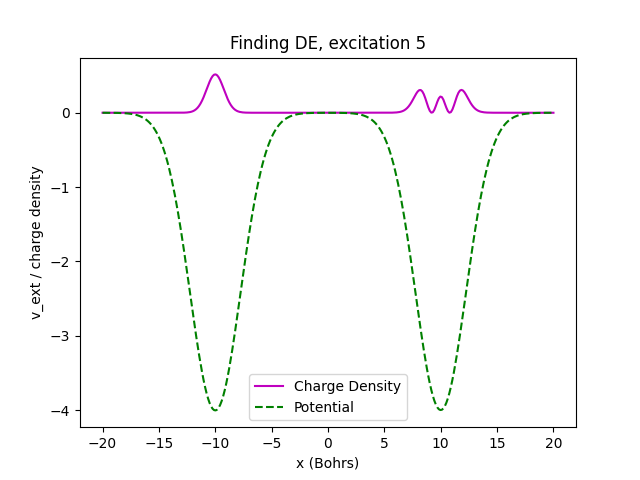 Finding DE, excitation 5
v_ext / charge density
0
−1
−2
−3
−4
Charge Density
Potential
−20
−15
−10
−5
0
5
10
15
20
x (Bohrs)